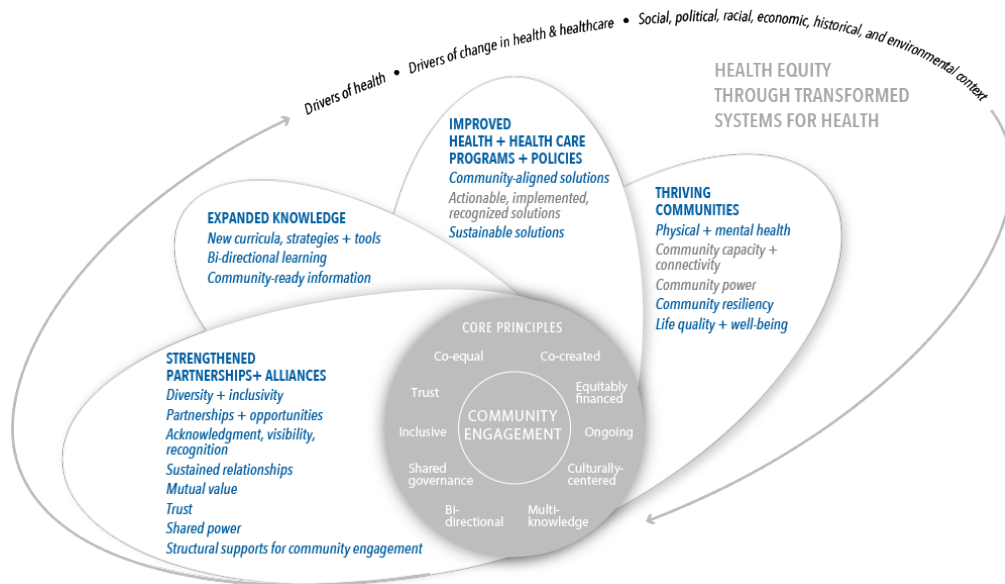 Drivers of health • Drivers of change in health & healthcare • Social, political, racial, economic, historical, and environmental context
HEALTH EQUITY
THROUGH TRANSFORMED
SYSTEMS FOR HEALTH
IMPROVED
HEALTH + HEALTH CARE
PROGRAMS + POLICIES
Community-aligned solutions
Actionable, implemented,
recognized solutions
Sustainable solutions
THRIVING
COMMUNITIES
Physical + mental health
Community capacity +
connectivity
Community power
Community resiliency
Life quality + well-being
EXPANDED KNOWLEDGE
New curricula, strategies + tools
Bi-directional learning
Community-ready information
STRENGTHENED
PARTNERSHIPS+ ALLIANCES
Diversity + inclusivity
Partnerships + opportunities
Acknowledgment, visibility,
recognition
Sustained relationships
Mutual value
Trust
Shared power
Structural supports for community engagement
CORE PRINCIPLES
Co-equal
Co-created
Trust
Equitably
financed
Inclusive
COMMUNITY
ENGAGEMENT
Ongoing
Shared
governance
Culturally-
centered
Bi-
directional
Multi-
knowledge